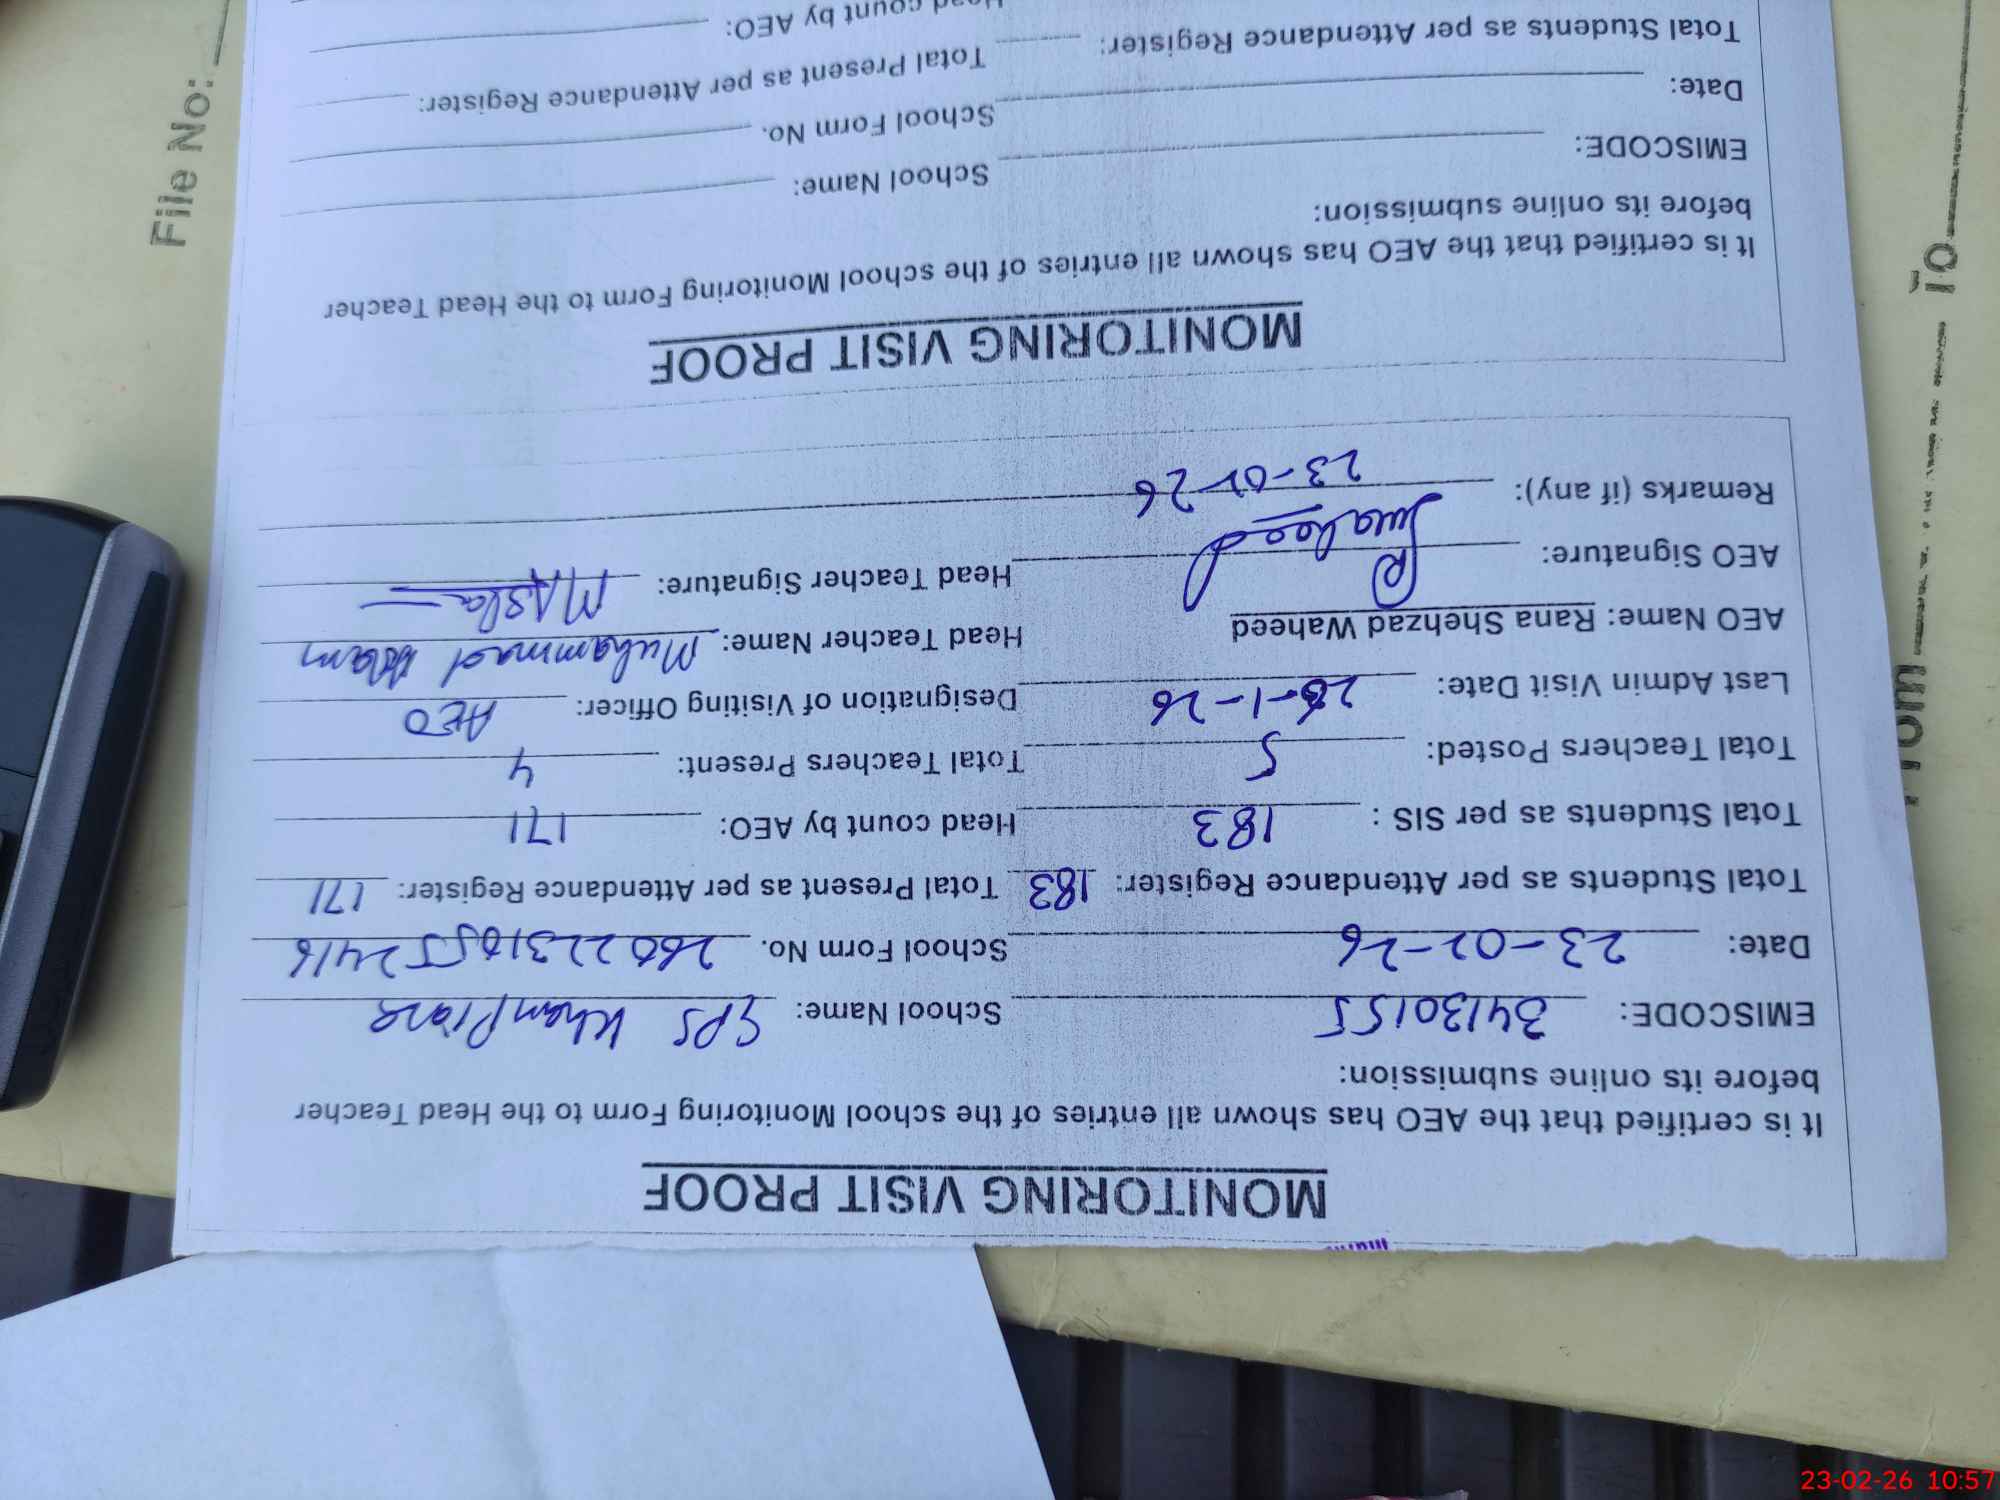 MONITORING VISIT PROOF
It is certified that the AEO has shown all entries of the school Monitoring Form to the Head Teacher
before its online submission:
EMISCODE: 34130155 School Name: GPS Khan Piara
Date: 23-02-26 School Form No.
Total Students as per Attendance Register: 183 Total Present as per Attendance Register: 171
Total Students as per SIS : 183 Head count by AEO: 171
Total Teachers Posted: 5 Total Teachers Present: 4
Last Admin Visit Date: Designation of Visiting Officer: AEO
AEO Name: Rana Shehzad Waheed Head Teacher Name: Muhammad
AEO Signature: Head Teacher Signature:
Remarks (if any): 23-02-26
MONITORING VISIT PROOF
It is certified that the AEO has shown all entries of the school Monitoring Form to the Head Teacher
before its online submission:
EMISCODE: School Name:
Date: School Form No.
Total Students as per Attendance Register: Total Present as per Attendance Register:
Head count by AEO:
File No:
To
From
23-02-26 10:57